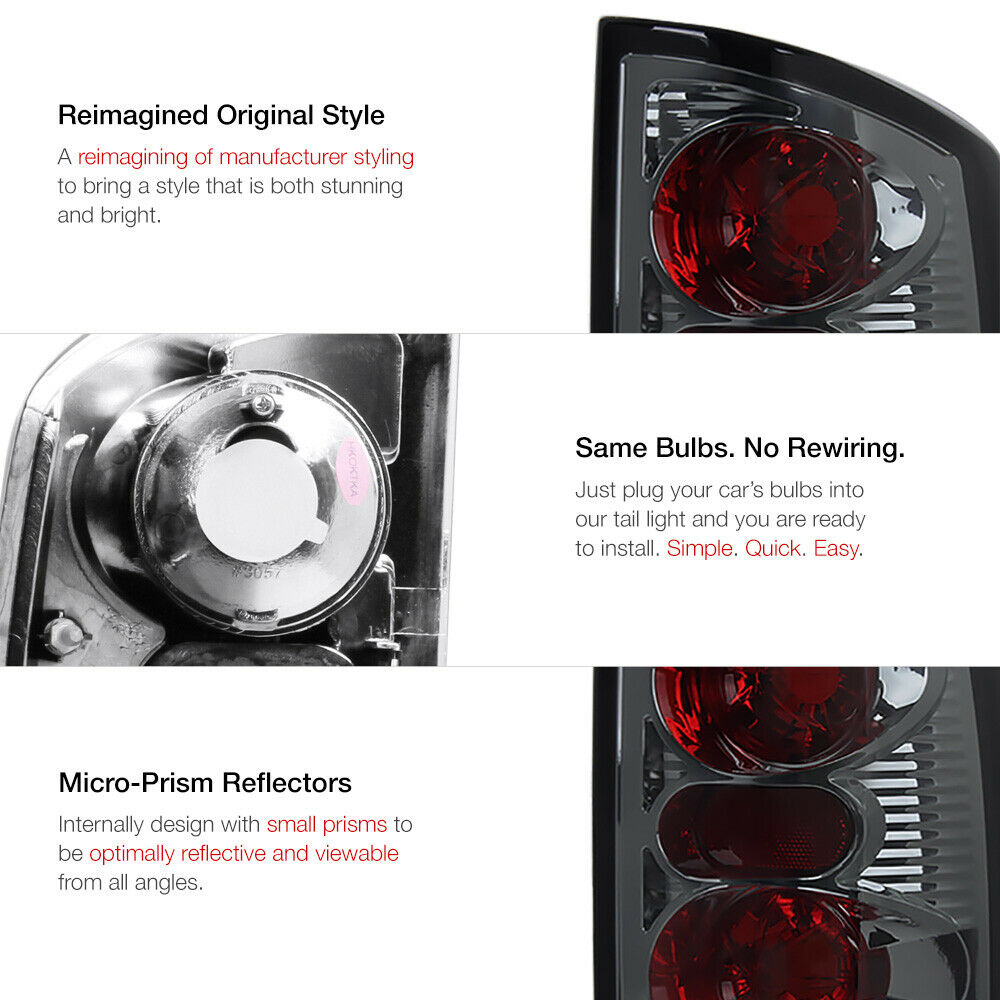 Reimagined Original Style
A reimagining of manufacturer styling
to bring a style that is both stunning
and bright.
HKOKTKA
#3057
Same Bulbs. No Rewiring.
Just plug your car’s bulbs into
our tail light and you are ready
to install. Simple. Quick. Easy.
Micro-Prism Reflectors
Internally design with small prisms to
be optimally reflective and viewable
from all angles.